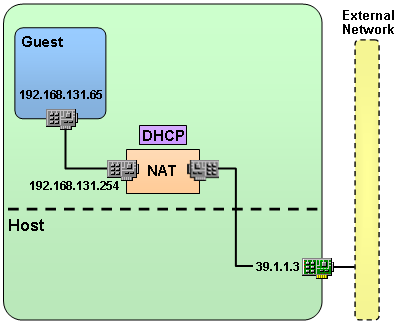 External
Network
Guest
192.168.131.65
DHCP
NAT
192.168.131.254
Host
39.1.1.3